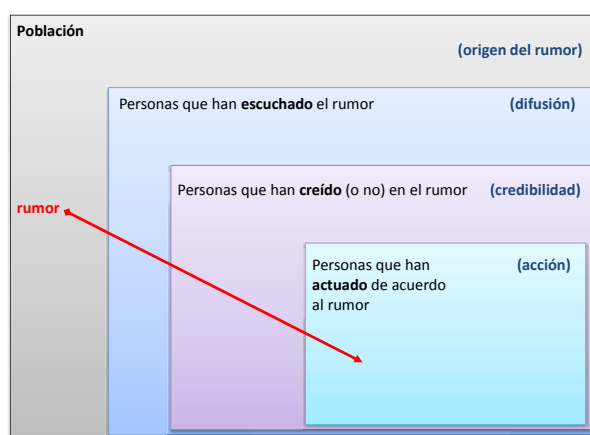 Población
(origen del rumor)
Personas que han escuchado el rumor (difusión)
Personas que han creído (o no) en el rumor (credibilidad)
rumor
Personas que han (acción)
actuado de acuerdo
al rumor